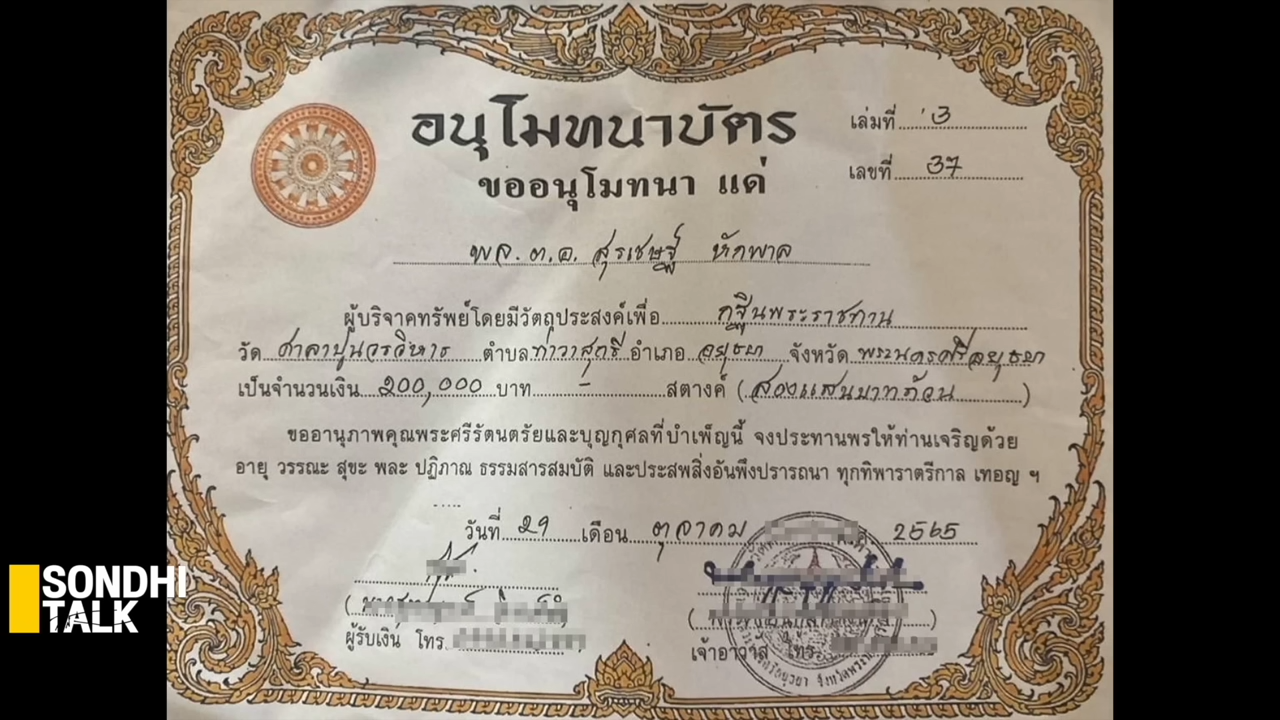 อนุโมทนาบัตร
เล่มที่ 3
ขออนุโมทนา แด่
เลขที่ 37
พล.ต.อ. สุรเชษฐ์ หักพาล
ผู้บริจาคทรัพย์โดยมีวัตถุประสงค์เพื่อ กฐินพระราชทาน
วัด ศาลาปูนวรวิหาร ตำบล ท่าวาสุกรี อำเภอ อยุธยา จังหวัด พระนครศรีอยุธยา
เป็นจำนวนเงิน 200,000 บาท - สตางค์ (สองแสนบาทถ้วน)
ขออานุภาพคุณพระศรีรัตนตรัยและบุญกุศลที่บำเพ็ญนี้ จงประทานพรให้ท่านเจริญด้วย
อายุ วรรณะ สุขะ พละ ปฏิภาณ ธรรมสารสมบัติ และประสพสิ่งอันพึงปรารถนา ทุกทิพาราตรีกาล เทอญ ฯ
วันที่ 29 เดือน ตุลาคม 2565
ผู้รับเงิน โทร.
เจ้าอาวาส โทร.
SONDHI
TALK